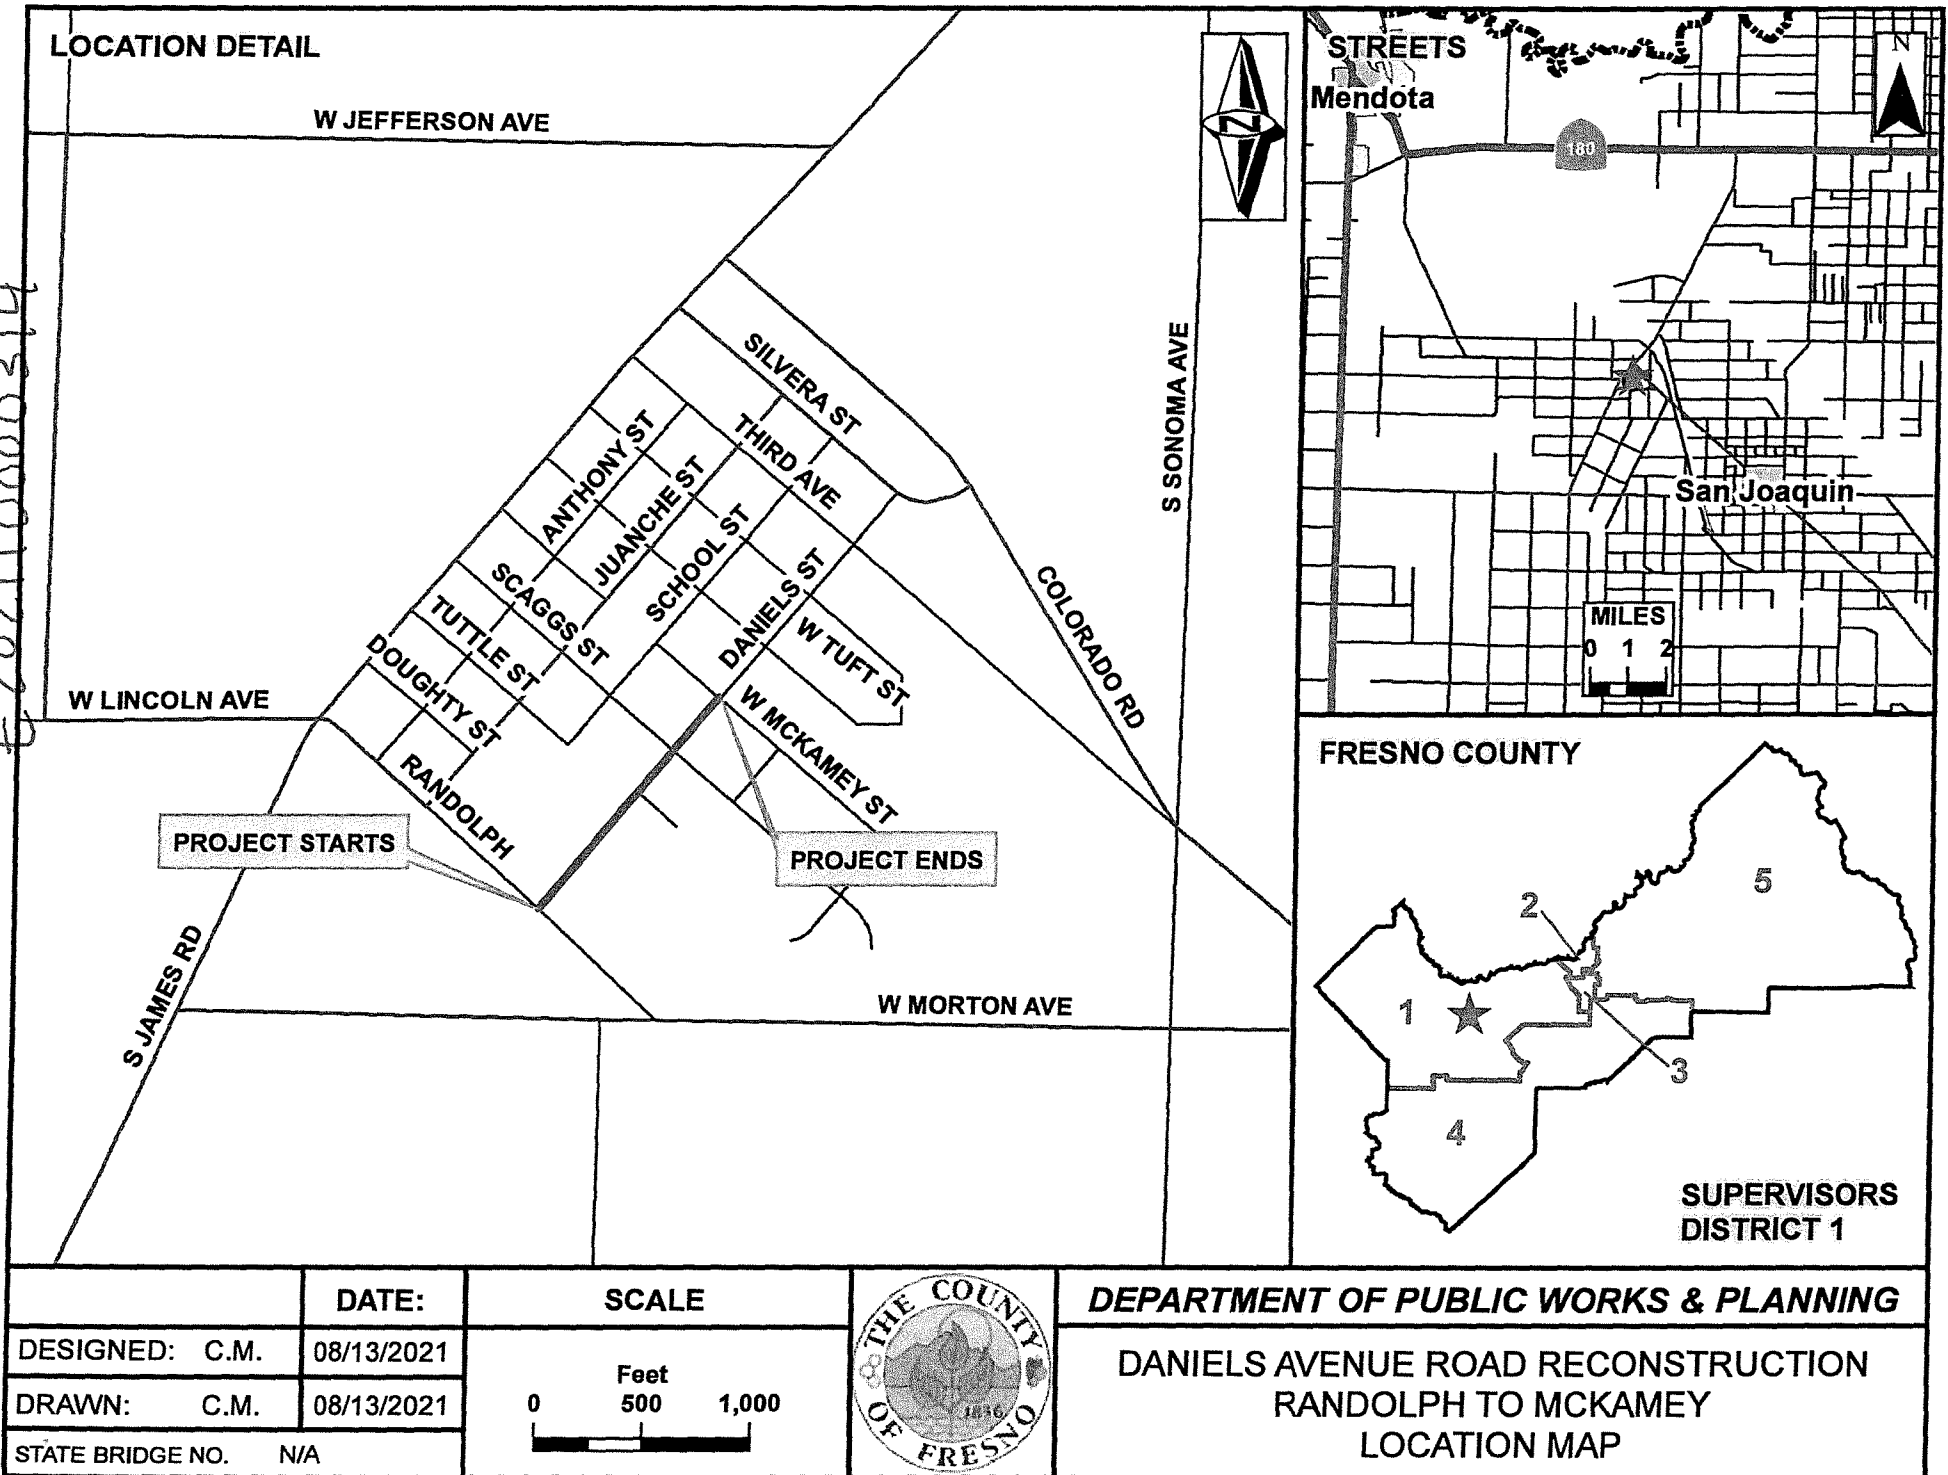 LOCATION DETAIL
W JEFFERSON AVE
SILVERA ST
THIRD AVE
ANTHONY ST
JUANCHE ST
SCHOOL ST
DANIELS ST
SCAGGS ST
TUTTLE ST
DOUGHTY ST
RANDOLPH
W TUFT ST
W MCKAMEY ST
COLORADO RD
S SONOMA AVE
W LINCOLN AVE
PROJECT STARTS
PROJECT ENDS
S JAMES RD
W MORTON AVE
N
STREETS
Mendota
N
180
San Joaquin
MILES
0 1 2
FRESNO COUNTY
5
2
1
3
4
SUPERVISORS
DISTRICT 1
DATE:
DESIGNED: C.M. 08/13/2021
DRAWN: C.M. 08/13/2021
STATE BRIDGE NO. N/A
SCALE
Feet
0 500 1,000
THE COUNTY OF FRESNO
1856
DEPARTMENT OF PUBLIC WORKS & PLANNING
DANIELS AVENUE ROAD RECONSTRUCTION
RANDOLPH TO MCKAMEY
LOCATION MAP